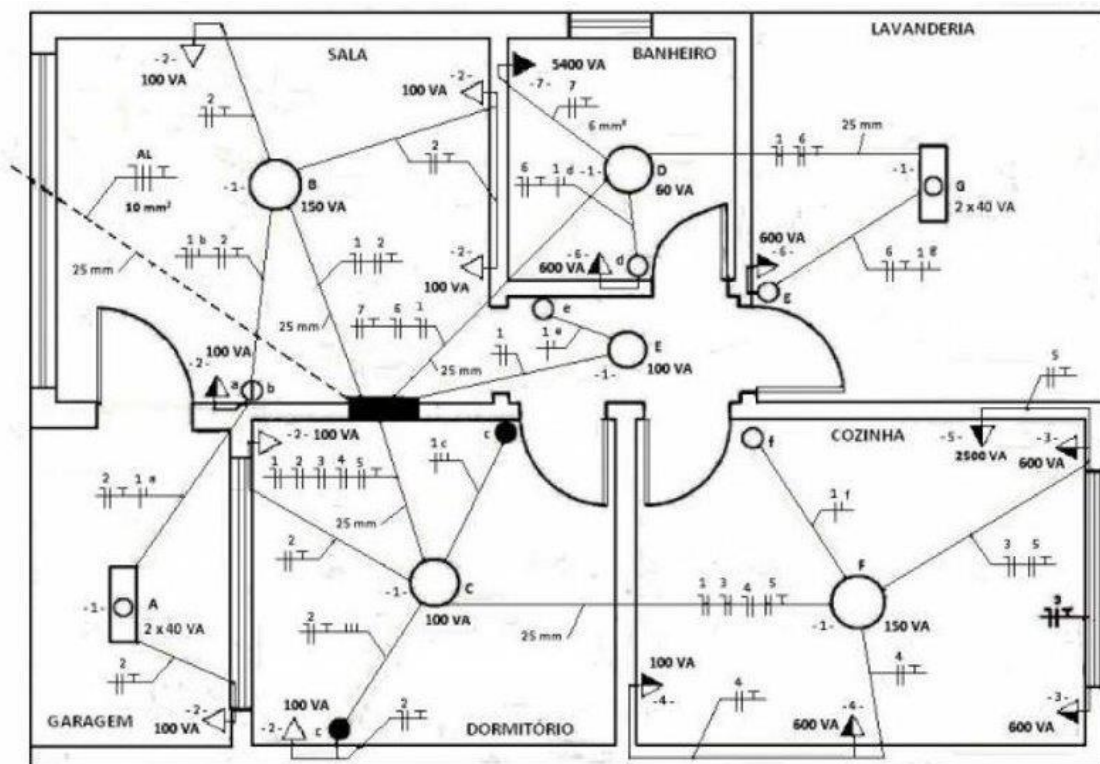 LAVANDERIA
SALA
BANHEIRO
-2-
100 VA
-2-
100 VA
5400 VA
-7-
7
6 mm²
2
2
AL
10 mm²
25 mm
-1-
B
150 VA
6 1 d
-1-
D
60 VA
1 6
25 mm
-1-
G
2 x 40 VA
1 b 2
1 2
-2-
100 VA
600 VA
-6-
d
600 VA
-6-
g
6 1 g
25 mm
7 6 1
25 mm
e
1 e
1
E
-1-
100 VA
100 VA
-2-
a
b
5
-2- 100 VA
c
1 c
1 2 3 4 5
25 mm
f
COZINHA
-5-
2500 VA
-3-
600 VA
2 1 a
2
1 f
3 5
-1-
A
2 x 40 VA
2
C
-1-
100 VA
1 3 4 5
25 mm
F
-1-
150 VA
3
2
100 VA
-4-
4
4
GARAGEM
-2-
100 VA
100 VA
-2-
c
2
DORMITÓRIO
600 VA
-4-
-3-
600 VA